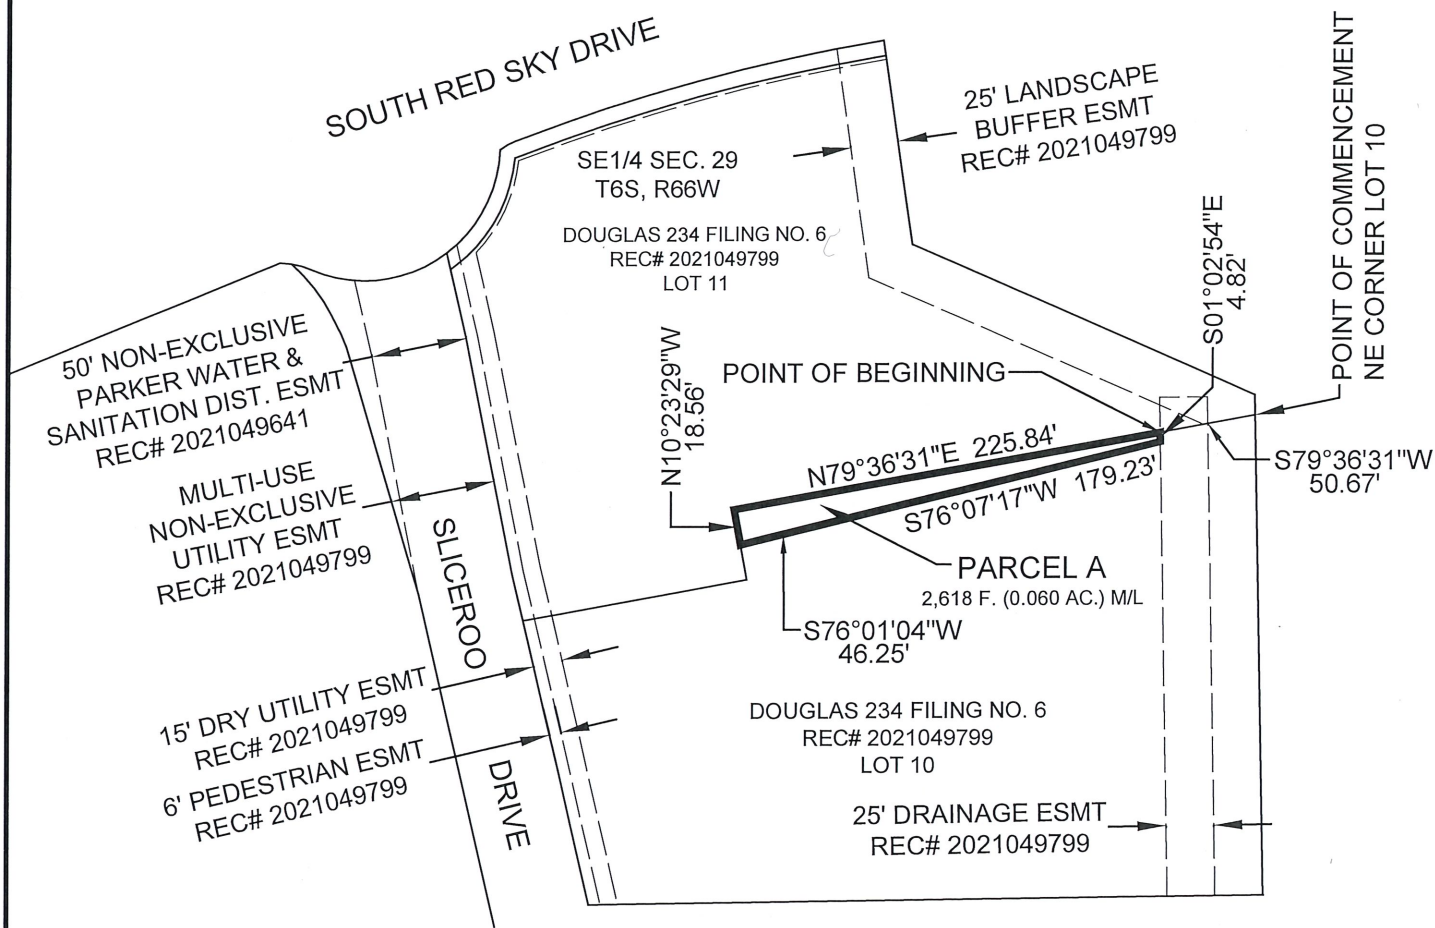 SOUTH RED SKY DRIVE
25' LANDSCAPE
BUFFER ESMT
REC# 2021049799
POINT OF COMMENCEMENT
NE CORNER LOT 10
SE1/4 SEC. 29
T6S, R66W
DOUGLAS 234 FILING NO. 6
REC# 2021049799
LOT 11
S01°02'54"E
4.82'
50' NON-EXCLUSIVE
PARKER WATER &
SANITATION DIST. ESMT
REC# 2021049641
N10°23'29"W
18.56'
POINT OF BEGINNING
N79°36'31"E 225.84'
S76°07'17"W 179.23'
S79°36'31"W
50.67'
MULTI-USE
NON-EXCLUSIVE
UTILITY ESMT
REC# 2021049799
SLICEROO
DRIVE
PARCEL A
2,618 F. (0.060 AC.) M/L
S76°01'04"W
46.25'
15' DRY UTILITY ESMT
REC# 2021049799
6' PEDESTRIAN ESMT
REC# 2021049799
DOUGLAS 234 FILING NO. 6
REC# 2021049799
LOT 10
25' DRAINAGE ESMT
REC# 2021049799